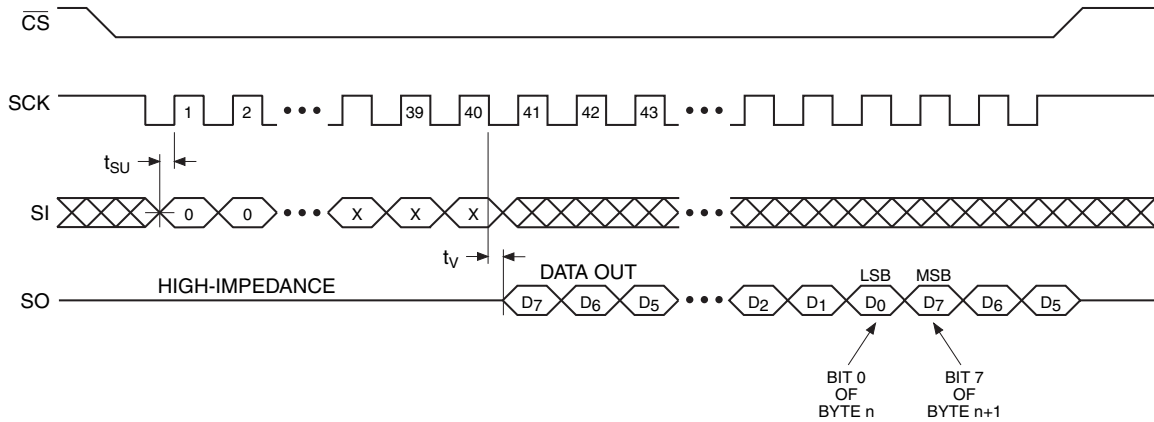 CS
SCK 1 2 ••• 39 40 41 42 43 •••
tSU
SI 0 0 ••• X X X •••
tV
HIGH-IMPEDANCE DATA OUT LSB MSB
SO D7 D6 D5 ••• D2 D1 D0 D7 D6 D5
BIT 0
OF
BYTE n
BIT 7
OF
BYTE n+1